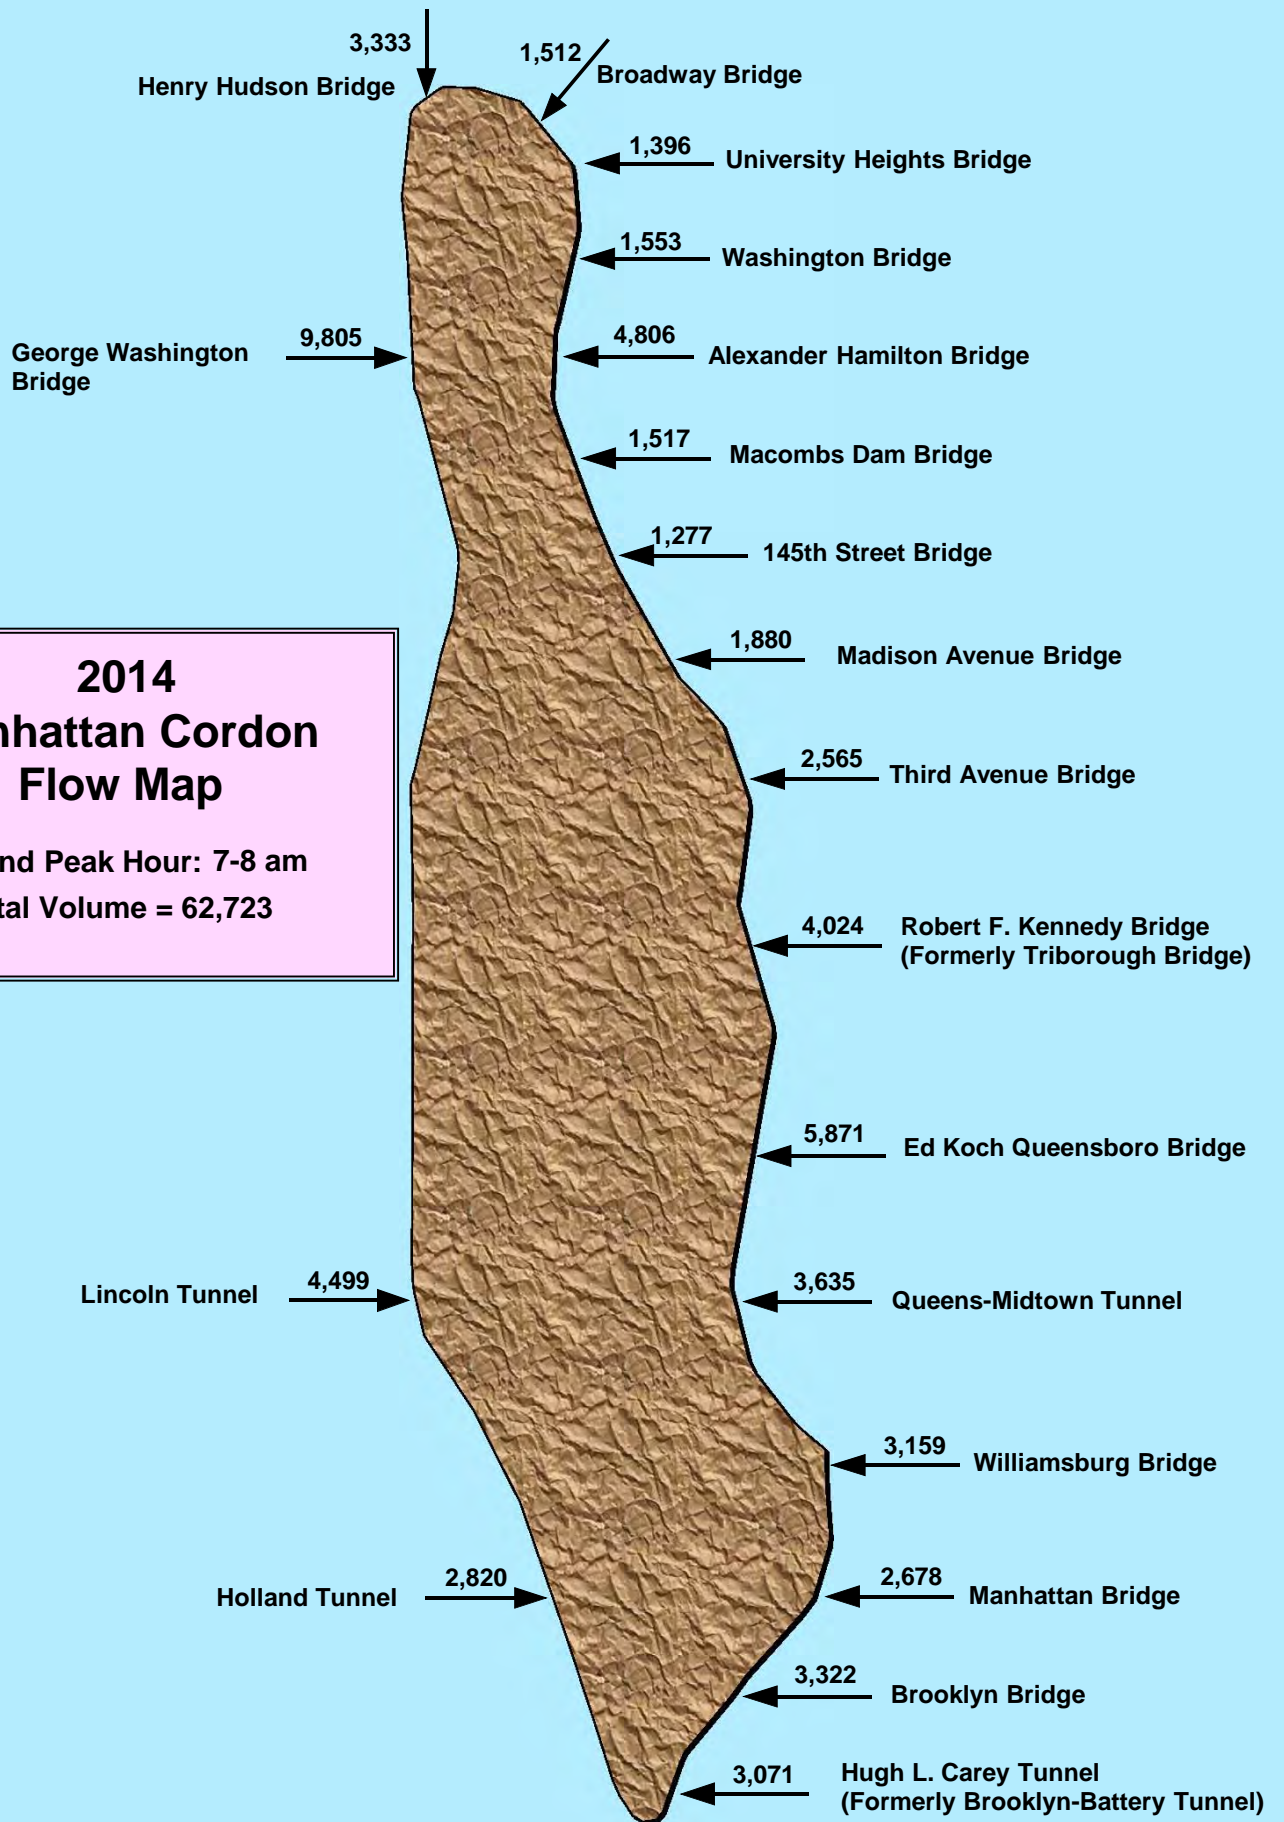 3,333
1,512
Henry Hudson Bridge
Broadway Bridge
1,396
University Heights Bridge
1,553
Washington Bridge
9,805
George Washington
Bridge
4,806
Alexander Hamilton Bridge
1,517
Macombs Dam Bridge
1,277
145th Street Bridge
1,880
Madison Avenue Bridge
2014
nhattan Cordon
Flow Map
nd Peak Hour: 7-8 am
tal Volume = 62,723
2,565
Third Avenue Bridge
4,024
Robert F. Kennedy Bridge
(Formerly Triborough Bridge)
5,871
Ed Koch Queensboro Bridge
4,499
Lincoln Tunnel
3,635
Queens-Midtown Tunnel
3,159
Williamsburg Bridge
2,820
Holland Tunnel
2,678
Manhattan Bridge
3,322
Brooklyn Bridge
3,071
Hugh L. Carey Tunnel
(Formerly Brooklyn-Battery Tunnel)